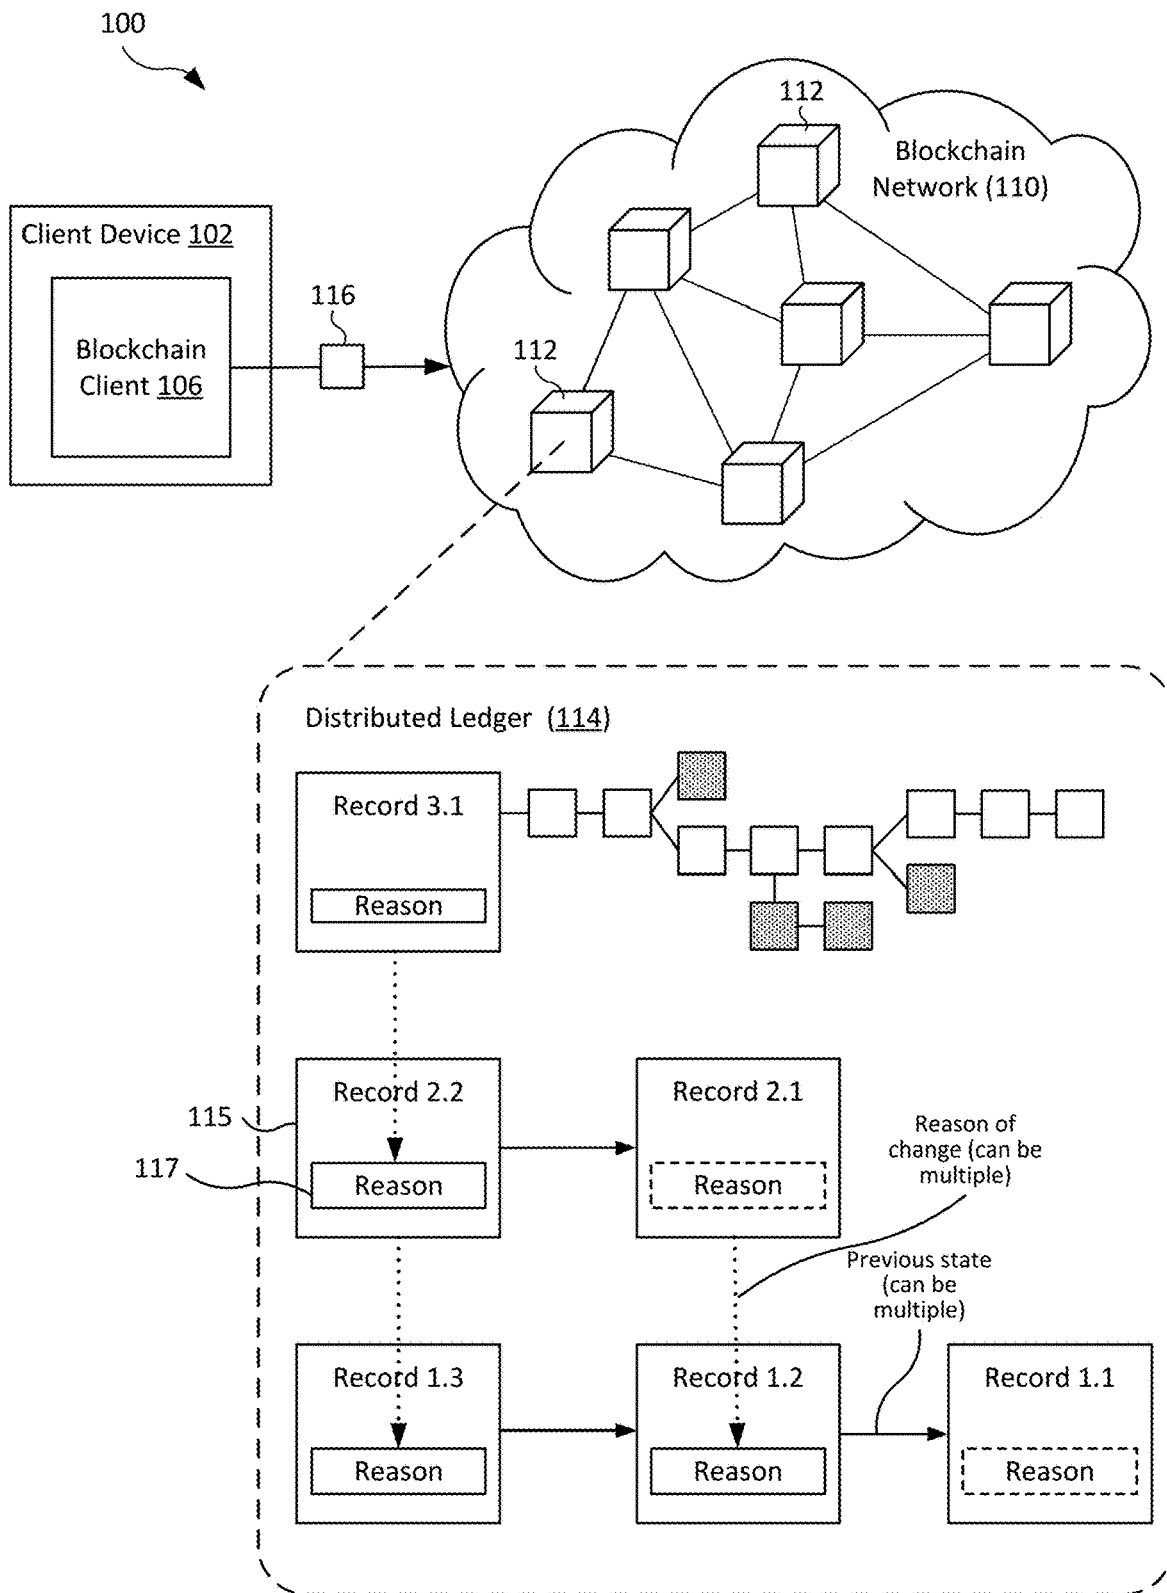 100
112
Blockchain
Network (110)
Client Device 102
116
Blockchain
Client 106
112
Distributed Ledger (114)
Record 3.1
Reason
Record 2.2
Record 2.1
115
Reason of
change (can be
multiple)
117
Reason
Reason
Previous state
(can be
multiple)
Record 1.3
Record 1.2
Record 1.1
Reason
Reason
Reason